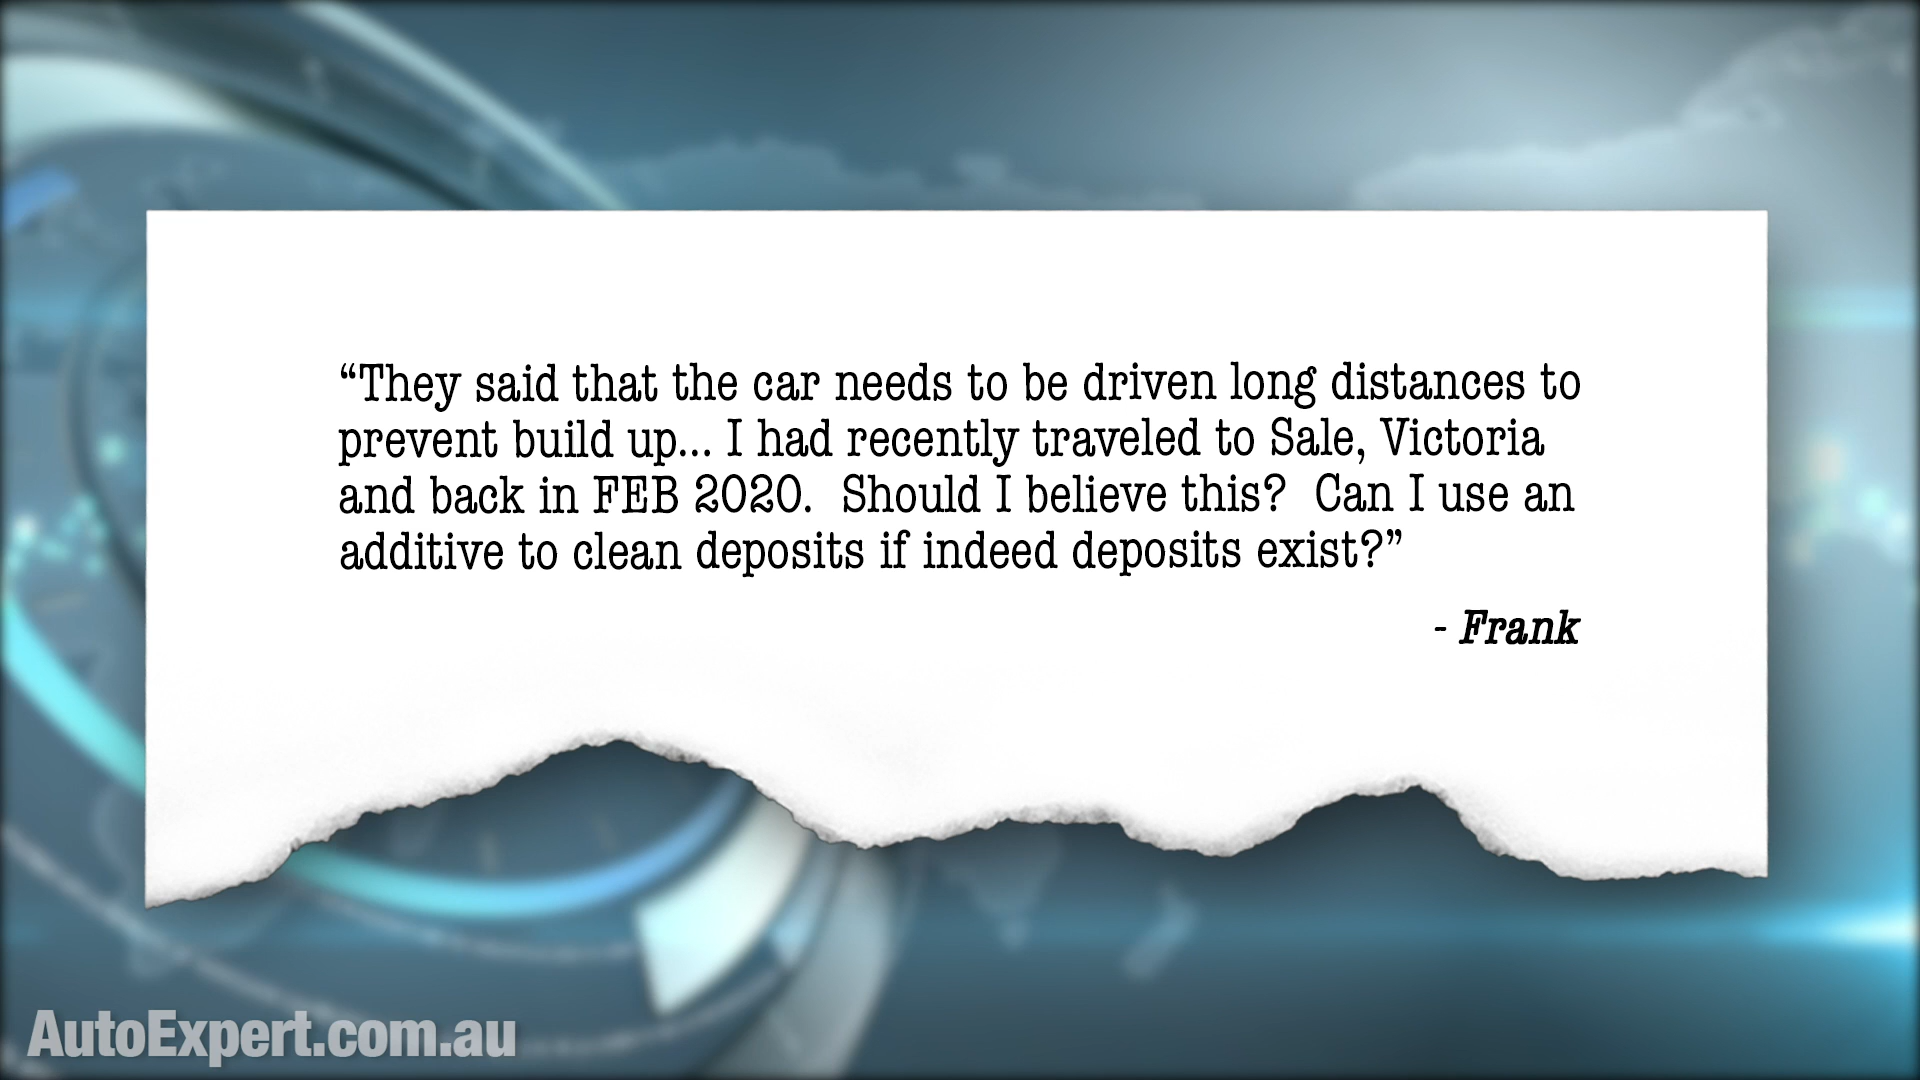 “They said that the car needs to be driven long distances to
prevent build up... I had recently traveled to Sale, Victoria
and back in FEB 2020.  Should I believe this?  Can I use an
additive to clean deposits if indeed deposits exist?”
- Frank
AutoExpert.com.au